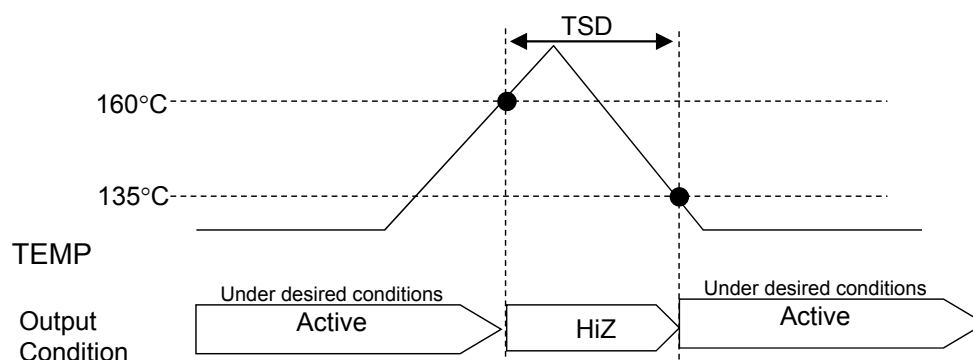 TSD
160°C
135°C
TEMP
Under desired conditions
Active
HiZ
Under desired conditions
Active
Output
Condition